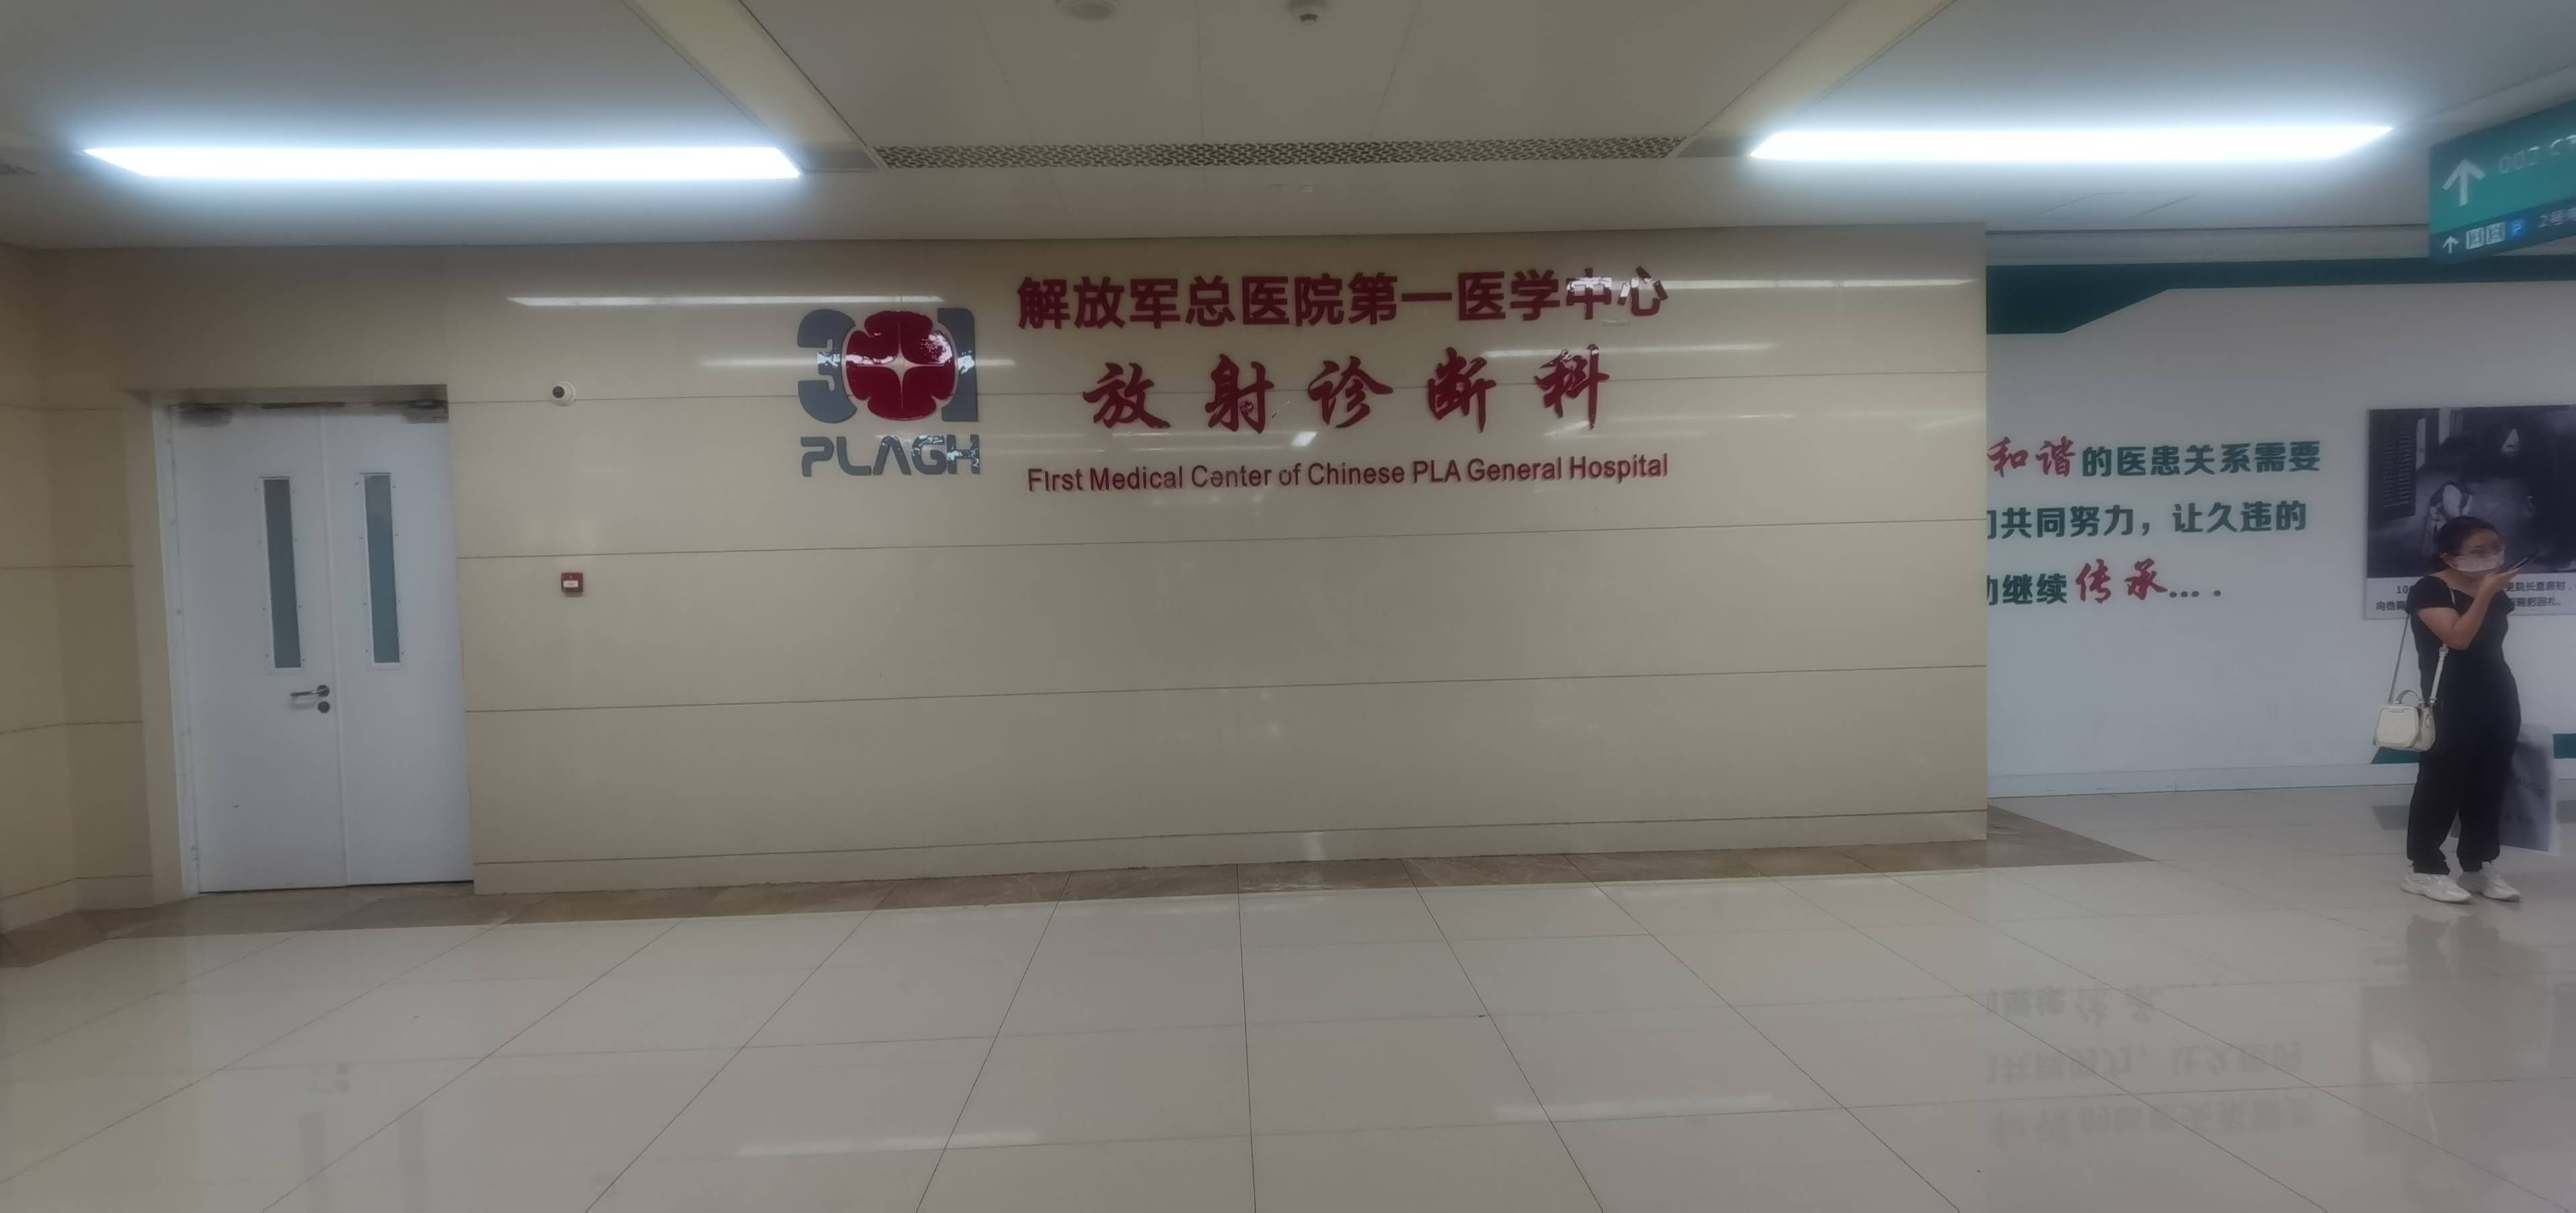 301
PLAGH
解放军总医院第一医学中心
放射诊断科
First Medical Center of Chinese PLA General Hospital
和谐的医患关系需要
共同努力，让久违的
继续传承....
P 2号